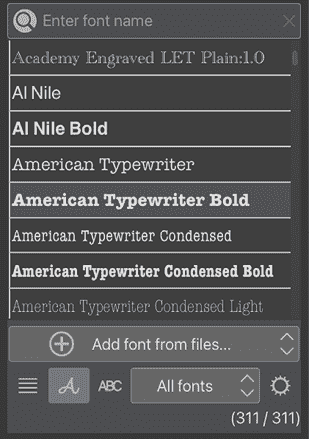 Enter font name
Academy Engraved LET Plain:1.0
Al Nile
Al Nile Bold
American Typewriter
American Typewriter Bold
American Typewriter Condensed
American Typewriter Condensed Bold
American Typewriter Condensed Light
Add font from files...
A ABC All fonts
(311 / 311)